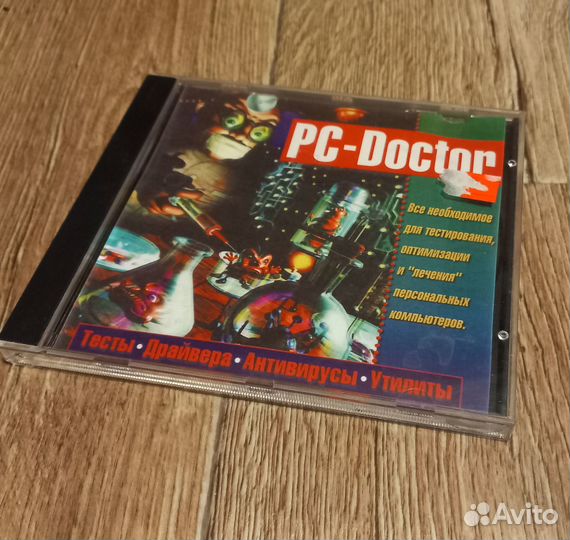 PC-Doctor
Все необходимое
для тестирования,
оптимизации
и "лечения"
персональных
компьютеров.
Тесты • Драйвера • Антивирусы • Утилиты
Avito